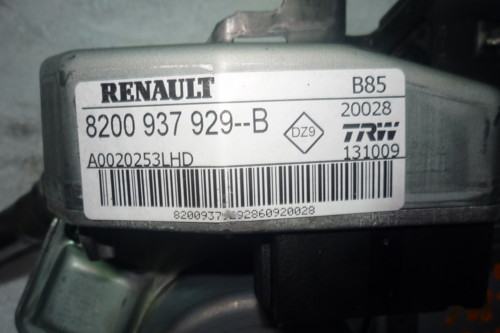 RENAULT B85
8200 937 929--B DZ9 20028
TRW
A0020253LHD 131009